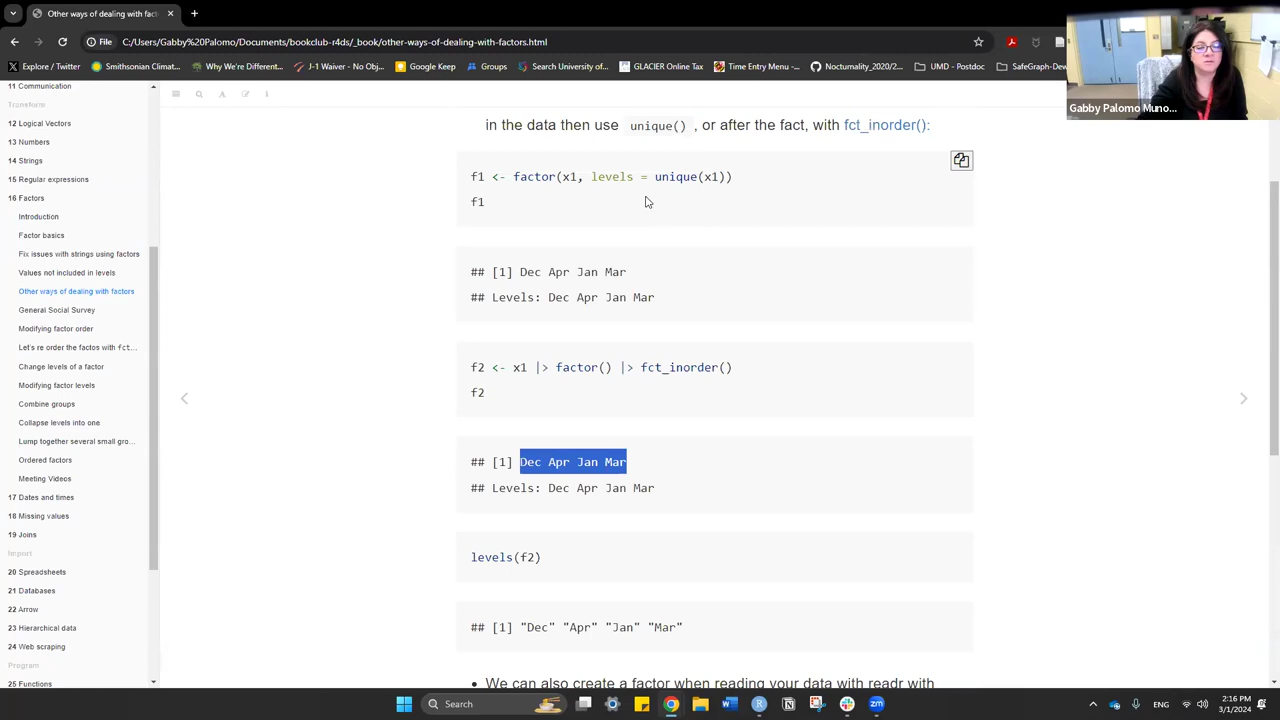 Other ways of dealing with fact
File
C:/Users/Gabby%20Palomo/Documents/bookclub-r4ds/_book/other-ways-of-dealing-with-factors.html
Explore / Twitter
Smithsonian Climate...
Why We're Different...
J-1 Waiver - No Obj...
Google Keep
GLACIER Online Tax
Search University of...
Nocturnality_2020/2...
UMD - Postdoc
SafeGraph-Dewey P...
Gabby Palomo Muno...
11 Communication
Transform
12 Logical Vectors
13 Numbers
14 Strings
15 Regular expressions
16 Factors
Introduction
Factor basics
Fix issues with strings using factors
Values not included in levels
Other ways of dealing with factors
General Social Survey
Modifying factor order
Let's re order the factos with fct...
Change levels of a factor
Modifying factor levels
Combine groups
Collapse levels into one
Lump together several small gro...
Ordered factors
Meeting Videos
17 Dates and times
18 Missing values
19 Joins
Import
20 Spreadsheets
21 Databases
22 Arrow
23 Hierarchical data
24 Web scraping
Program
25 Functions
in the data then use unique() , or after the fact, with fct_inorder():
f1 <- factor(x1, levels = unique(x1))
f1
## [1] Dec Apr Jan Mar
## Levels: Dec Apr Jan Mar
f2 <- x1 |> factor() |> fct_inorder()
f2
## [1] Dec Apr Jan Mar
## Levels: Dec Apr Jan Mar
levels(f2)
## [1] "Dec" "Apr" "Jan" "Mar"
• We can also create a factor when reading your data with readr with
Search
ENG
2:16 PM
3/1/2024